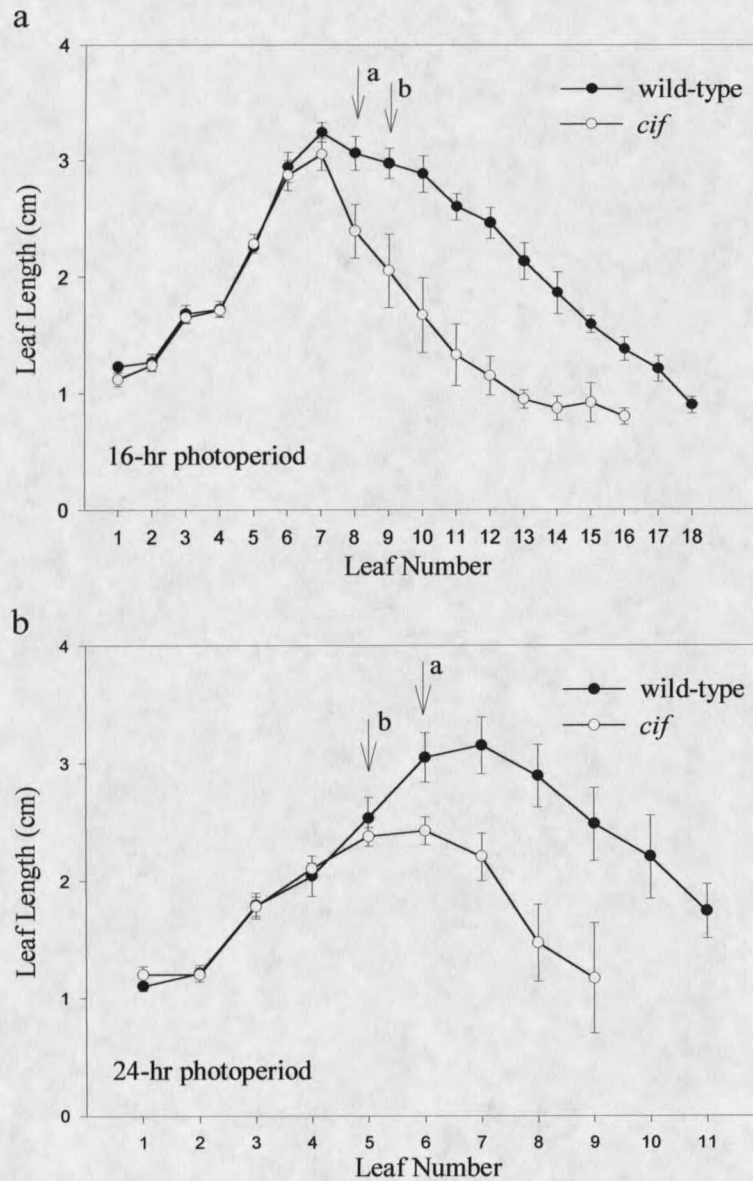 a
4
3
2
1
0
Leaf Length (cm)
a
b
wild-type
cif
16-hr photoperiod
1 2 3 4 5 6 7 8 9 10 11 12 13 14 15 16 17 18
Leaf Number
b
4
3
2
1
0
Leaf Length (cm)
a
b
wild-type
cif
24-hr photoperiod
1 2 3 4 5 6 7 8 9 10 11
Leaf Number